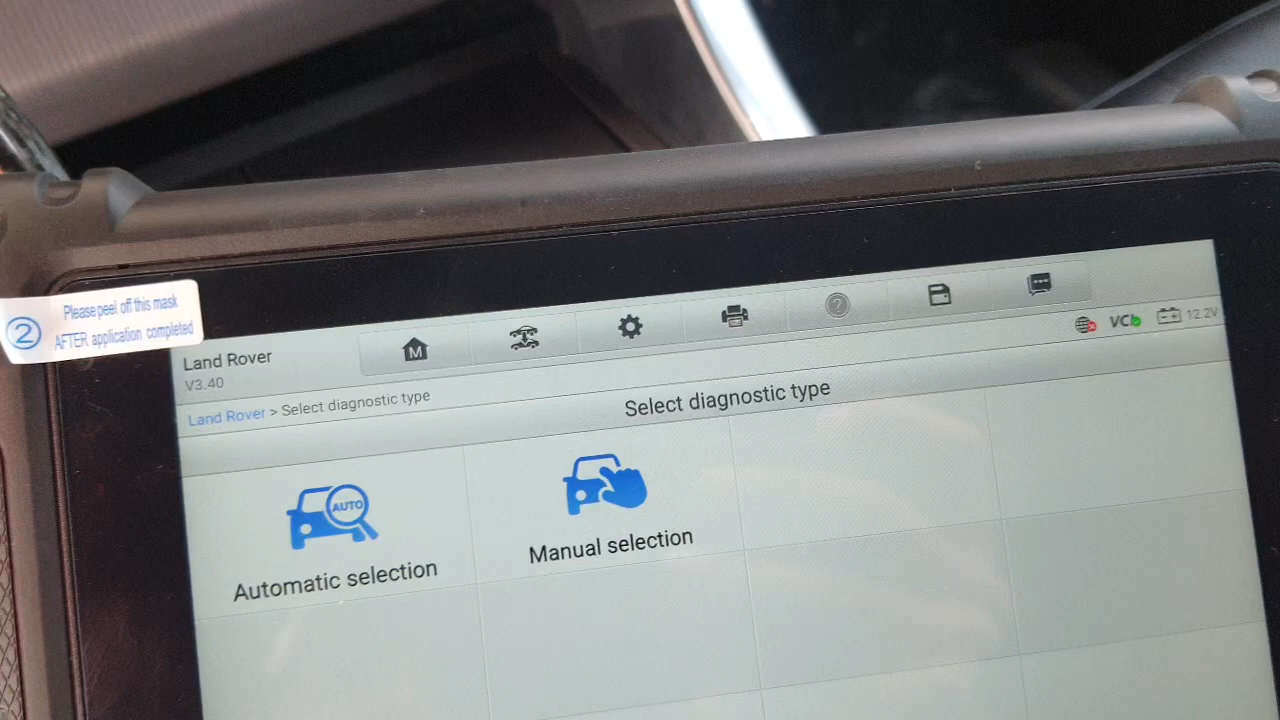 ② Please peel off this mask
AFTER application completed
Land Rover
V3.40
M
?
VCI
12.2V
Land Rover > Select diagnostic type
Select diagnostic type
AUTO
Automatic selection
Manual selection